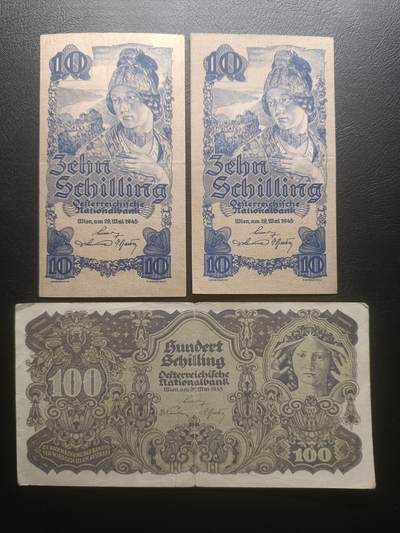 10
Zehn
Schilling
Oesterreichische
Nationalbank
Wien, am 29. Mai 1945
10 10
10
Zehn
Schilling
Oesterreichische
Nationalbank
Wien, am 29. Mai 1945
10 10
Hundert
Schilling
Oesterreichische
Nationalbank
100
100